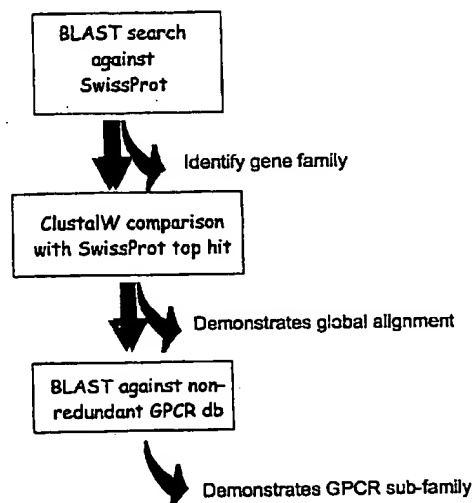 BLAST search
against
SwissProt
Identify gene family
ClustalW comparison
with SwissProt top hit
Demonstrates global alignment
BLAST against non-
redundant GPCR db
Demonstrates GPCR sub-family